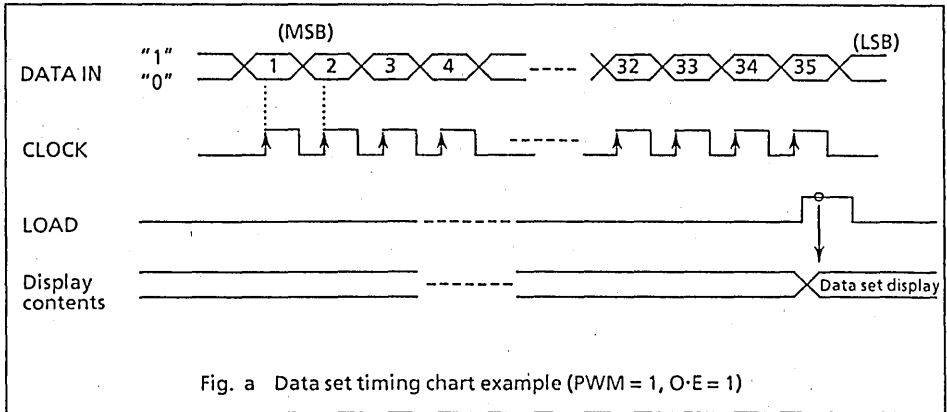 (MSB)
(LSB)
DATA IN "1" "0" 1 2 3 4 32 33 34 35
CLOCK
LOAD
Display
contents
Data set display
Fig. a Data set timing chart example (PWM = 1, O·E = 1)